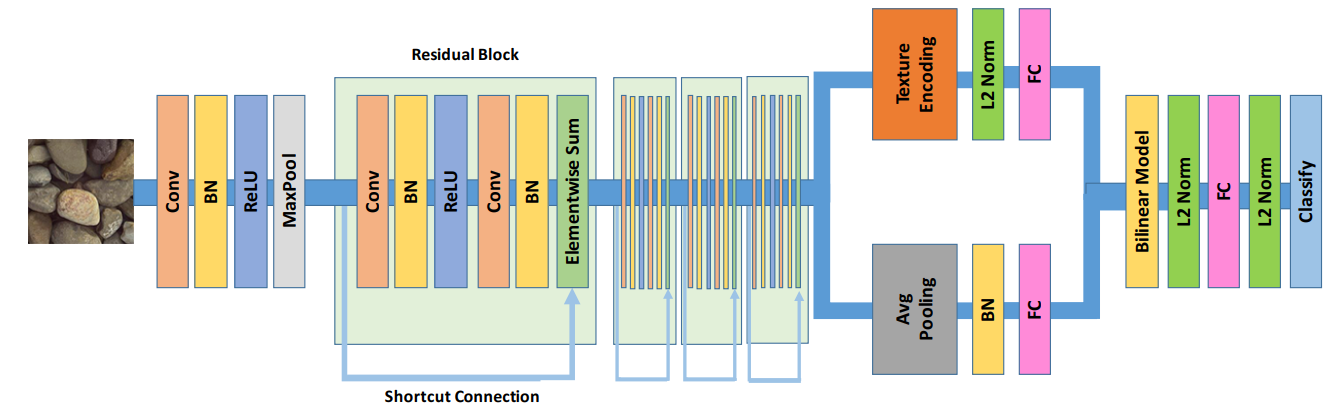 Residual Block
Conv
BN
ReLU
MaxPool
Conv
BN
ReLU
Conv
BN
Elementwise Sum
Shortcut Connection
Texture
Encoding
L2 Norm
FC
Avg
Pooling
BN
FC
Bilinear Model
L2 Norm
FC
L2 Norm
Classify